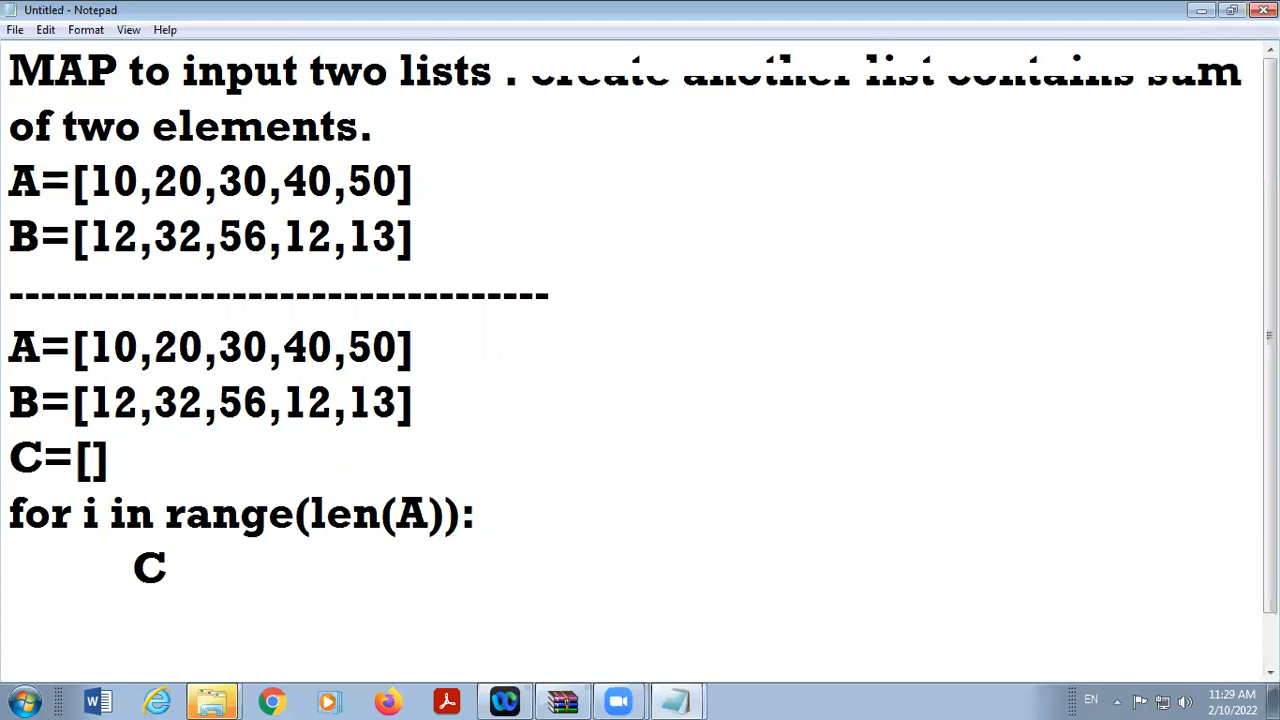 Untitled - Notepad
File Edit Format View Help
MAP to input two lists . create another list contains sum
of two elements.
A=[10,20,30,40,50]
B=[12,32,56,12,13]
----------------------------------
A=[10,20,30,40,50]
B=[12,32,56,12,13]
C=[]
for i in range(len(A)):
C
EN
11:29 AM
2/10/2022